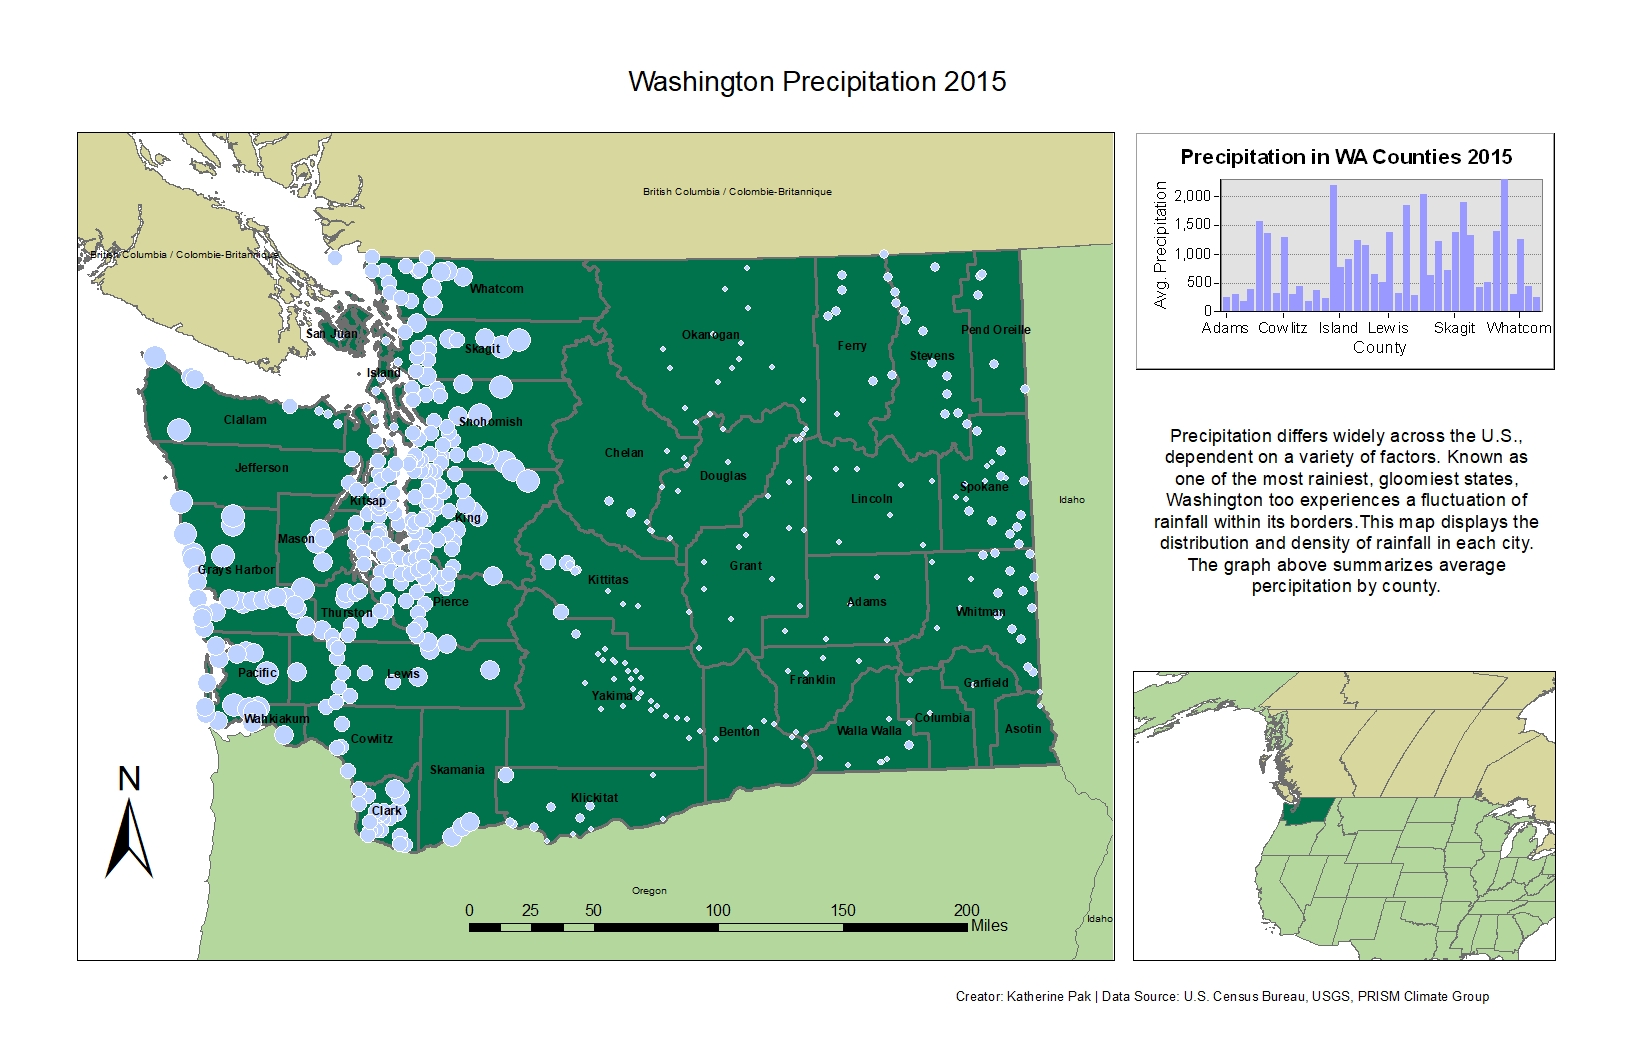 Washington Precipitation 2015
British Columbia / Colombie-Britannique
British Columbia / Colombie-Britannique
Whatcom
San Juan
Skagit
Island
Okanogan
Ferry
Stevens
Pend Oreille
Clallam
Snohomish
Jefferson
Chelan
Douglas
Kitsap
King
Lincoln
Spokane
Idaho
Mason
Grays Harbor
Kittitas
Grant
Thurston
Pierce
Adams
Whitman
Pacific
Lewis
Yakima
Franklin
Garfield
Wahkiakum
Cowlitz
Benton
Walla Walla
Columbia
Asotin
Skamania
Klickitat
Clark
N
Oregon
Idaho
0 25 50 100 150 200
Miles
Precipitation in WA Counties 2015
Avg. Precipitation
2,000
1,500
1,000
500
0
Adams Cowlitz Island Lewis Skagit Whatcom
County
Precipitation differs widely across the U.S.,
dependent on a variety of factors. Known as
one of the most rainiest, gloomiest states,
Washington too experiences a fluctuation of
rainfall within its borders.This map displays the
distribution and density of rainfall in each city.
The graph above summarizes average
percipitation by county.
Creator: Katherine Pak | Data Source: U.S. Census Bureau, USGS, PRISM Climate Group